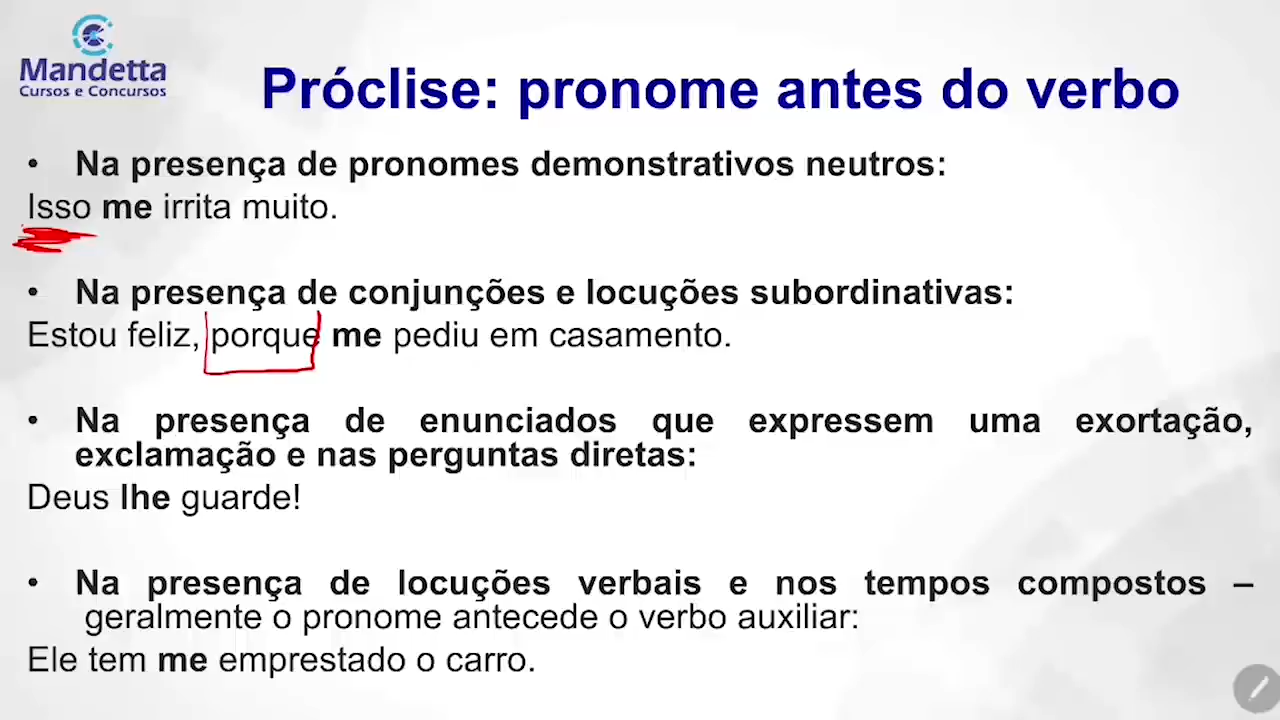 Mandetta
Cursos e Concursos
Próclise: pronome antes do verbo
• Na presença de pronomes demonstrativos neutros:
Isso me irrita muito.
• Na presença de conjunções e locuções subordinativas:
Estou feliz, porque me pediu em casamento.
• Na presença de enunciados que expressem uma exortação,
exclamação e nas perguntas diretas:
Deus lhe guarde!
• Na presença de locuções verbais e nos tempos compostos –
geralmente o pronome antecede o verbo auxiliar:
Ele tem me emprestado o carro.